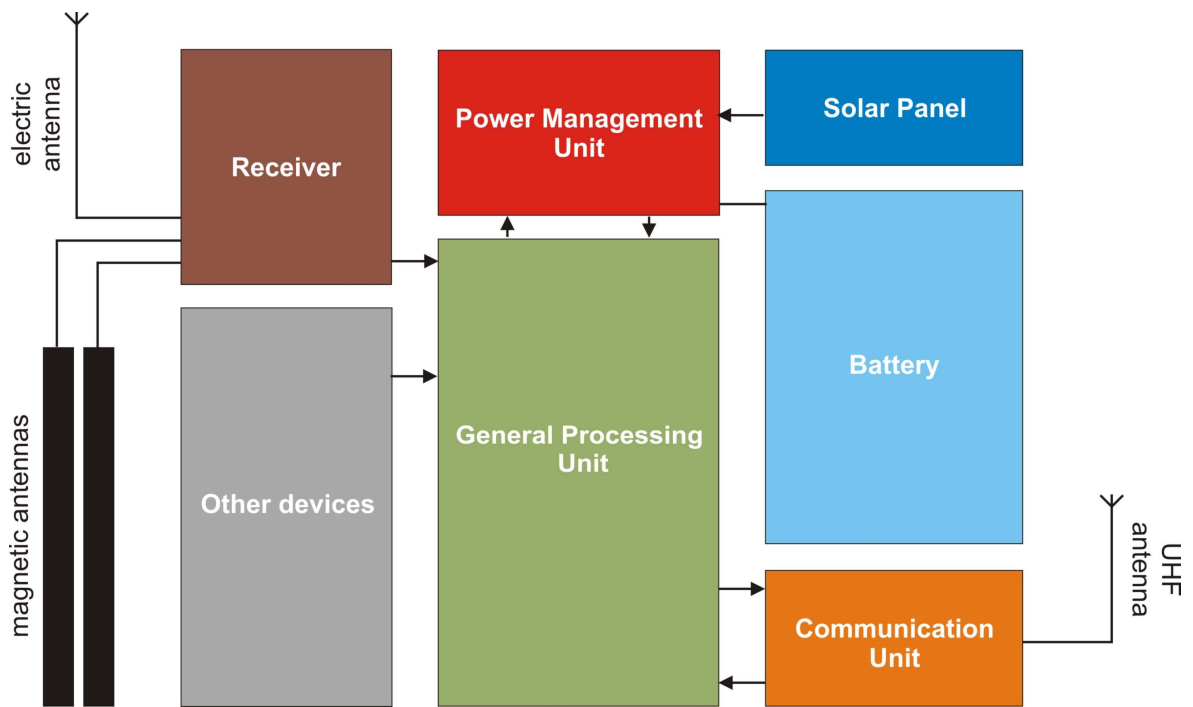 electric
antenna
Receiver
Power Management
Unit
Solar Panel
Battery
General Processing
Unit
magnetic antennas
Other devices
UHF
antenna
Communication
Unit